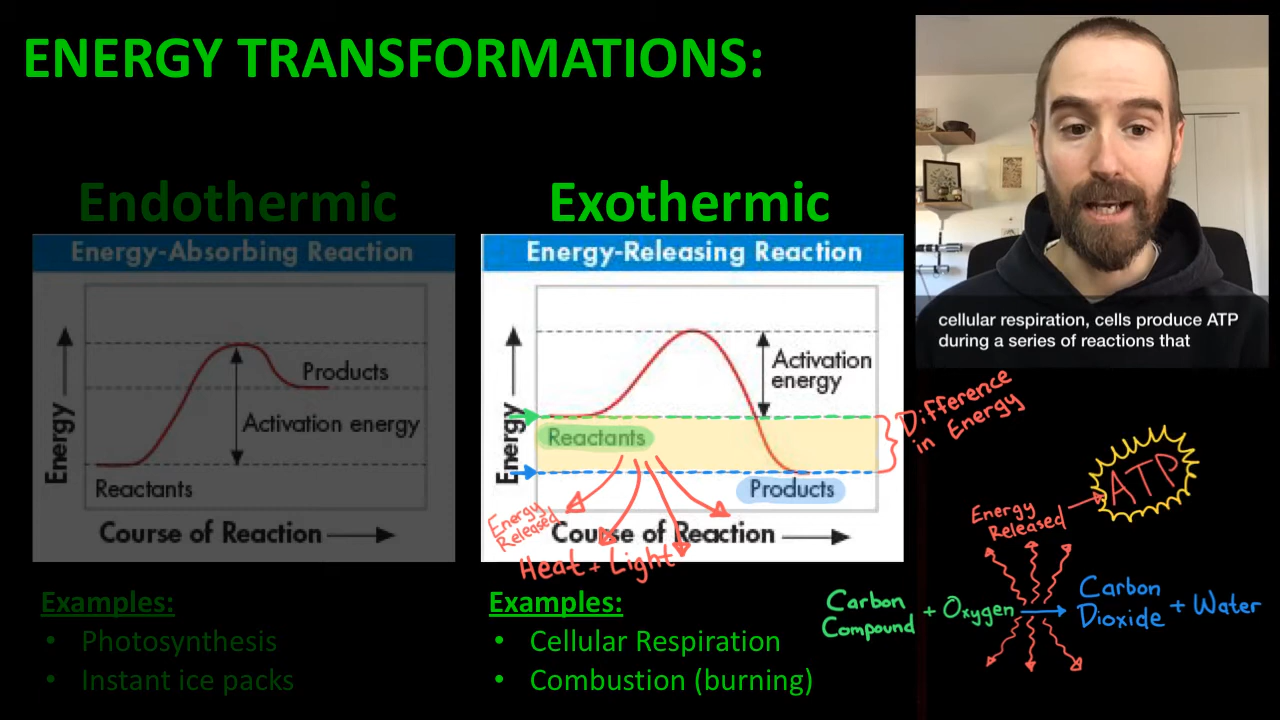 ENERGY TRANSFORMATIONS:
Endothermic
Energy-Absorbing Reaction
Energy
Products
Activation energy
Reactants
Course of Reaction
Examples:
• Photosynthesis
• Instant ice packs
Exothermic
Energy-Releasing Reaction
Energy
Activation
energy
Reactants
Products
Course of Reaction
Energy
Released
Heat + Light
Difference
in Energy
Examples:
• Cellular Respiration
• Combustion (burning)
cellular respiration, cells produce ATP
during a series of reactions that
ATP
Energy
Released
Carbon
Compound
+ Oxygen
Carbon
Dioxide
+ Water